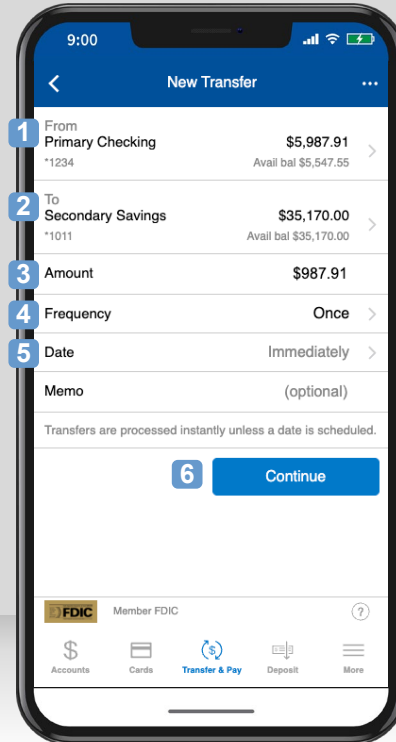 9:00
New Transfer
1
From
Primary Checking $5,987.91
*1234 Avail bal $5,547.55
2
To
Secondary Savings $35,170.00
*1011 Avail bal $35,170.00
3 Amount $987.91
4 Frequency Once
5 Date Immediately
Memo (optional)
Transfers are processed instantly unless a date is scheduled.
6 Continue
FDIC Member FDIC ?
$
Accounts Cards Transfer & Pay Deposit More